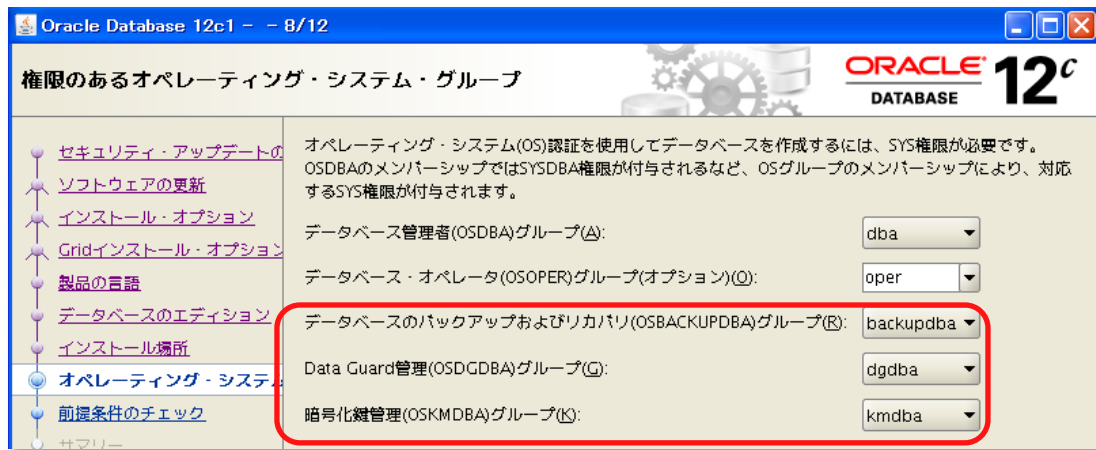 Oracle Database 12c1 - - 8/12
権限のあるオペレーティング・システム・グループ
ORACLE
DATABASE
12c
セキュリティ・アップデートの
ソフトウェアの更新
インストール・オプション
Gridインストール・オプション
製品の言語
データベースのエディション
インストール場所
オペレーティング・システム
前提条件のチェック
サマリー
オペレーティング・システム(OS)認証を使用してデータベースを作成するには、SYS権限が必要です。
OSDBAのメンバーシップではSYSDBA権限が付与されるなど、OSグループのメンバーシップにより、対応
するSYS権限が付与されます。
データベース管理者(OSDBA)グループ(A): dba
データベース・オペレータ(OSOPER)グループ(オプション)(O): oper
データベースのバックアップおよびリカバリ(OSBACKUPDBA)グループ(R): backupdba
Data Guard管理(OSDGDBA)グループ(G): dgdba
暗号化鍵管理(OSKMDBA)グループ(K): kmdba